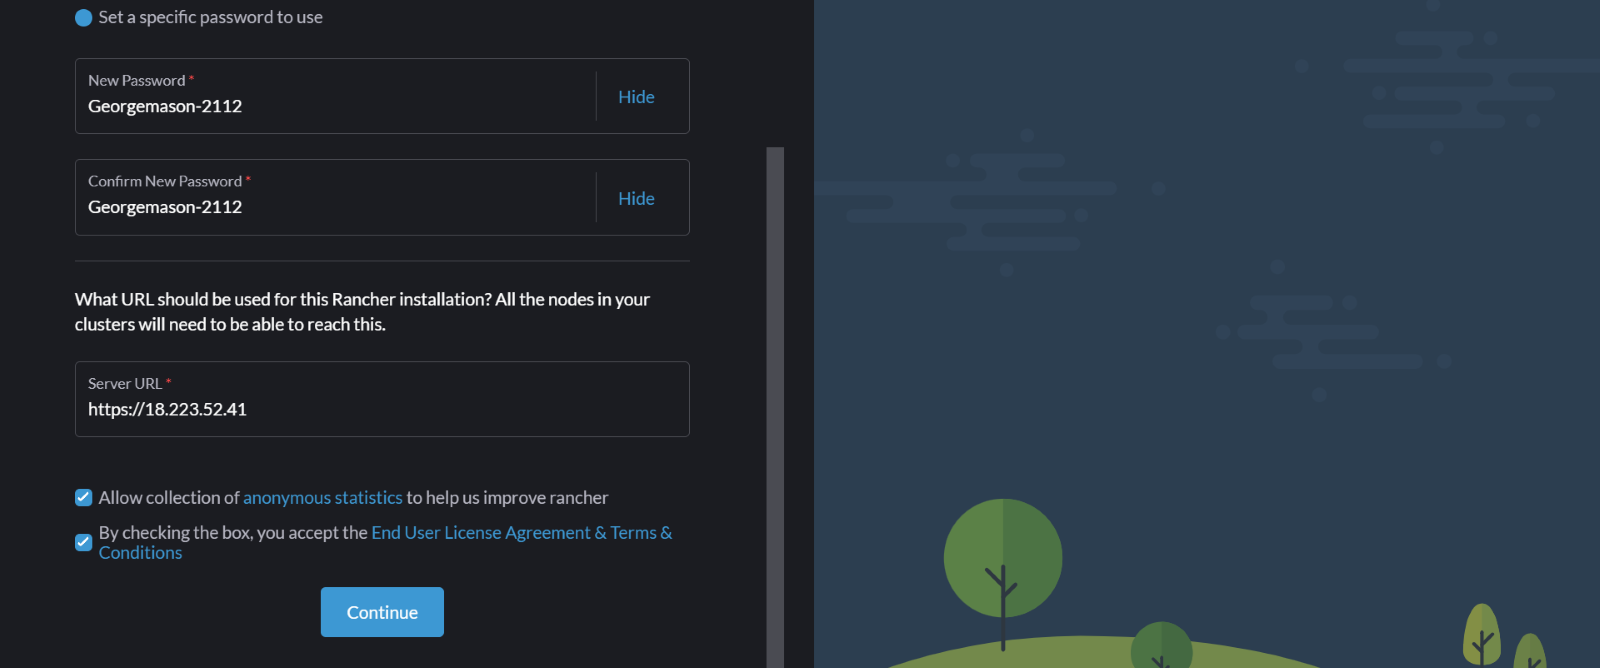 Set a specific password to use
New Password *
Georgemason-2112
Hide
Confirm New Password *
Georgemason-2112
Hide
What URL should be used for this Rancher installation? All the nodes in your
clusters will need to be able to reach this.
Server URL *
https://18.223.52.41
Allow collection of anonymous statistics to help us improve rancher
By checking the box, you accept the End User License Agreement & Terms &
Conditions
Continue